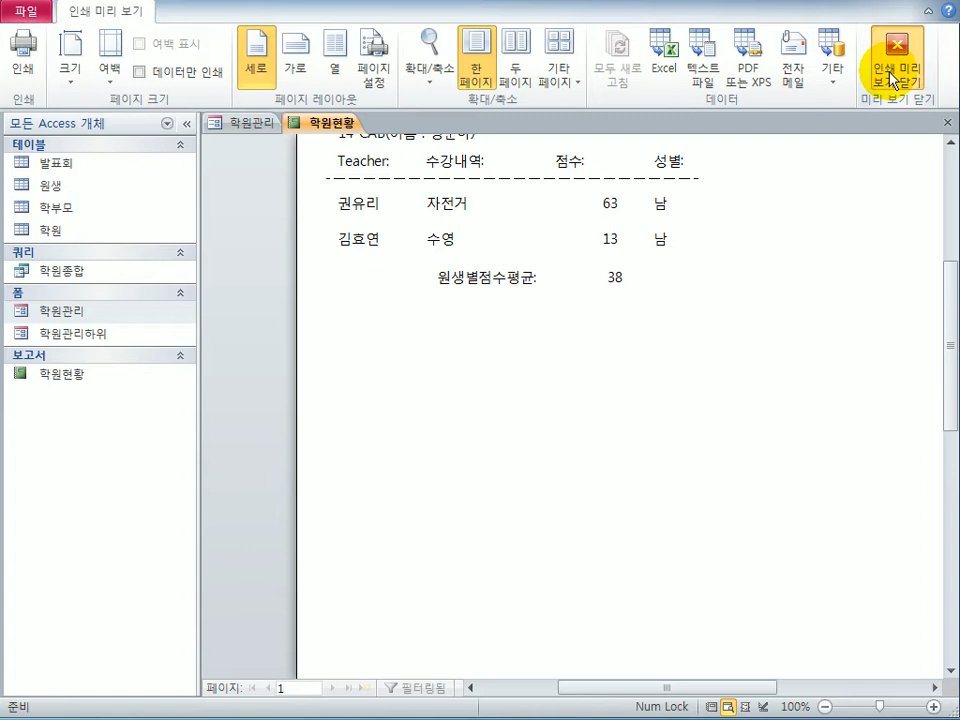 파일 인쇄 미리 보기
인쇄 크기 여백 여백 표시 데이터만 인쇄 세로 가로 열 페이지 설정 확대/축소 한 페이지 두 페이지 기타 페이지 모두 새로 고침 Excel 텍스트 파일 PDF 또는 XPS 전자 메일 기타 인쇄 미리 보기 닫기
인쇄 페이지 크기 페이지 레이아웃 확대/축소 데이터 미리 보기 닫기
모든 Access 개체 «
학원관리 학원현황
테이블
발표회
원생
학부모
학원
쿼리
학원종합
폼
학원관리
학원관리하위
보고서
학원현황
Teacher: 수강내역: 점수: 성별:
권유리 자전거 63 남
김효연 수영 13 남
원생별점수평균: 38
페이지: 1 필터링됨
준비 Num Lock 100%